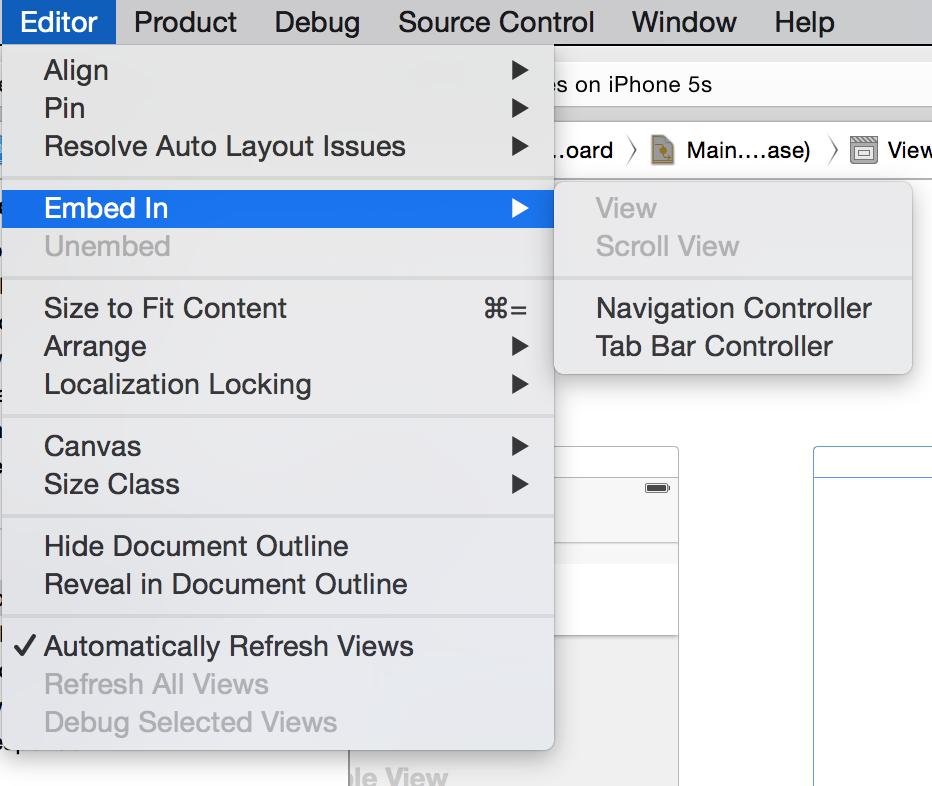 Editor Product Debug Source Control Window Help
Align
es on iPhone 5s
Pin
Resolve Auto Layout Issues
...oard
Main....ase)
View
Embed In
View
Unembed
Scroll View
Size to Fit Content ⌘=
Navigation Controller
Arrange
Tab Bar Controller
Localization Locking
Canvas
Size Class
Hide Document Outline
Reveal in Document Outline
✓ Automatically Refresh Views
Refresh All Views
Debug Selected Views
le View